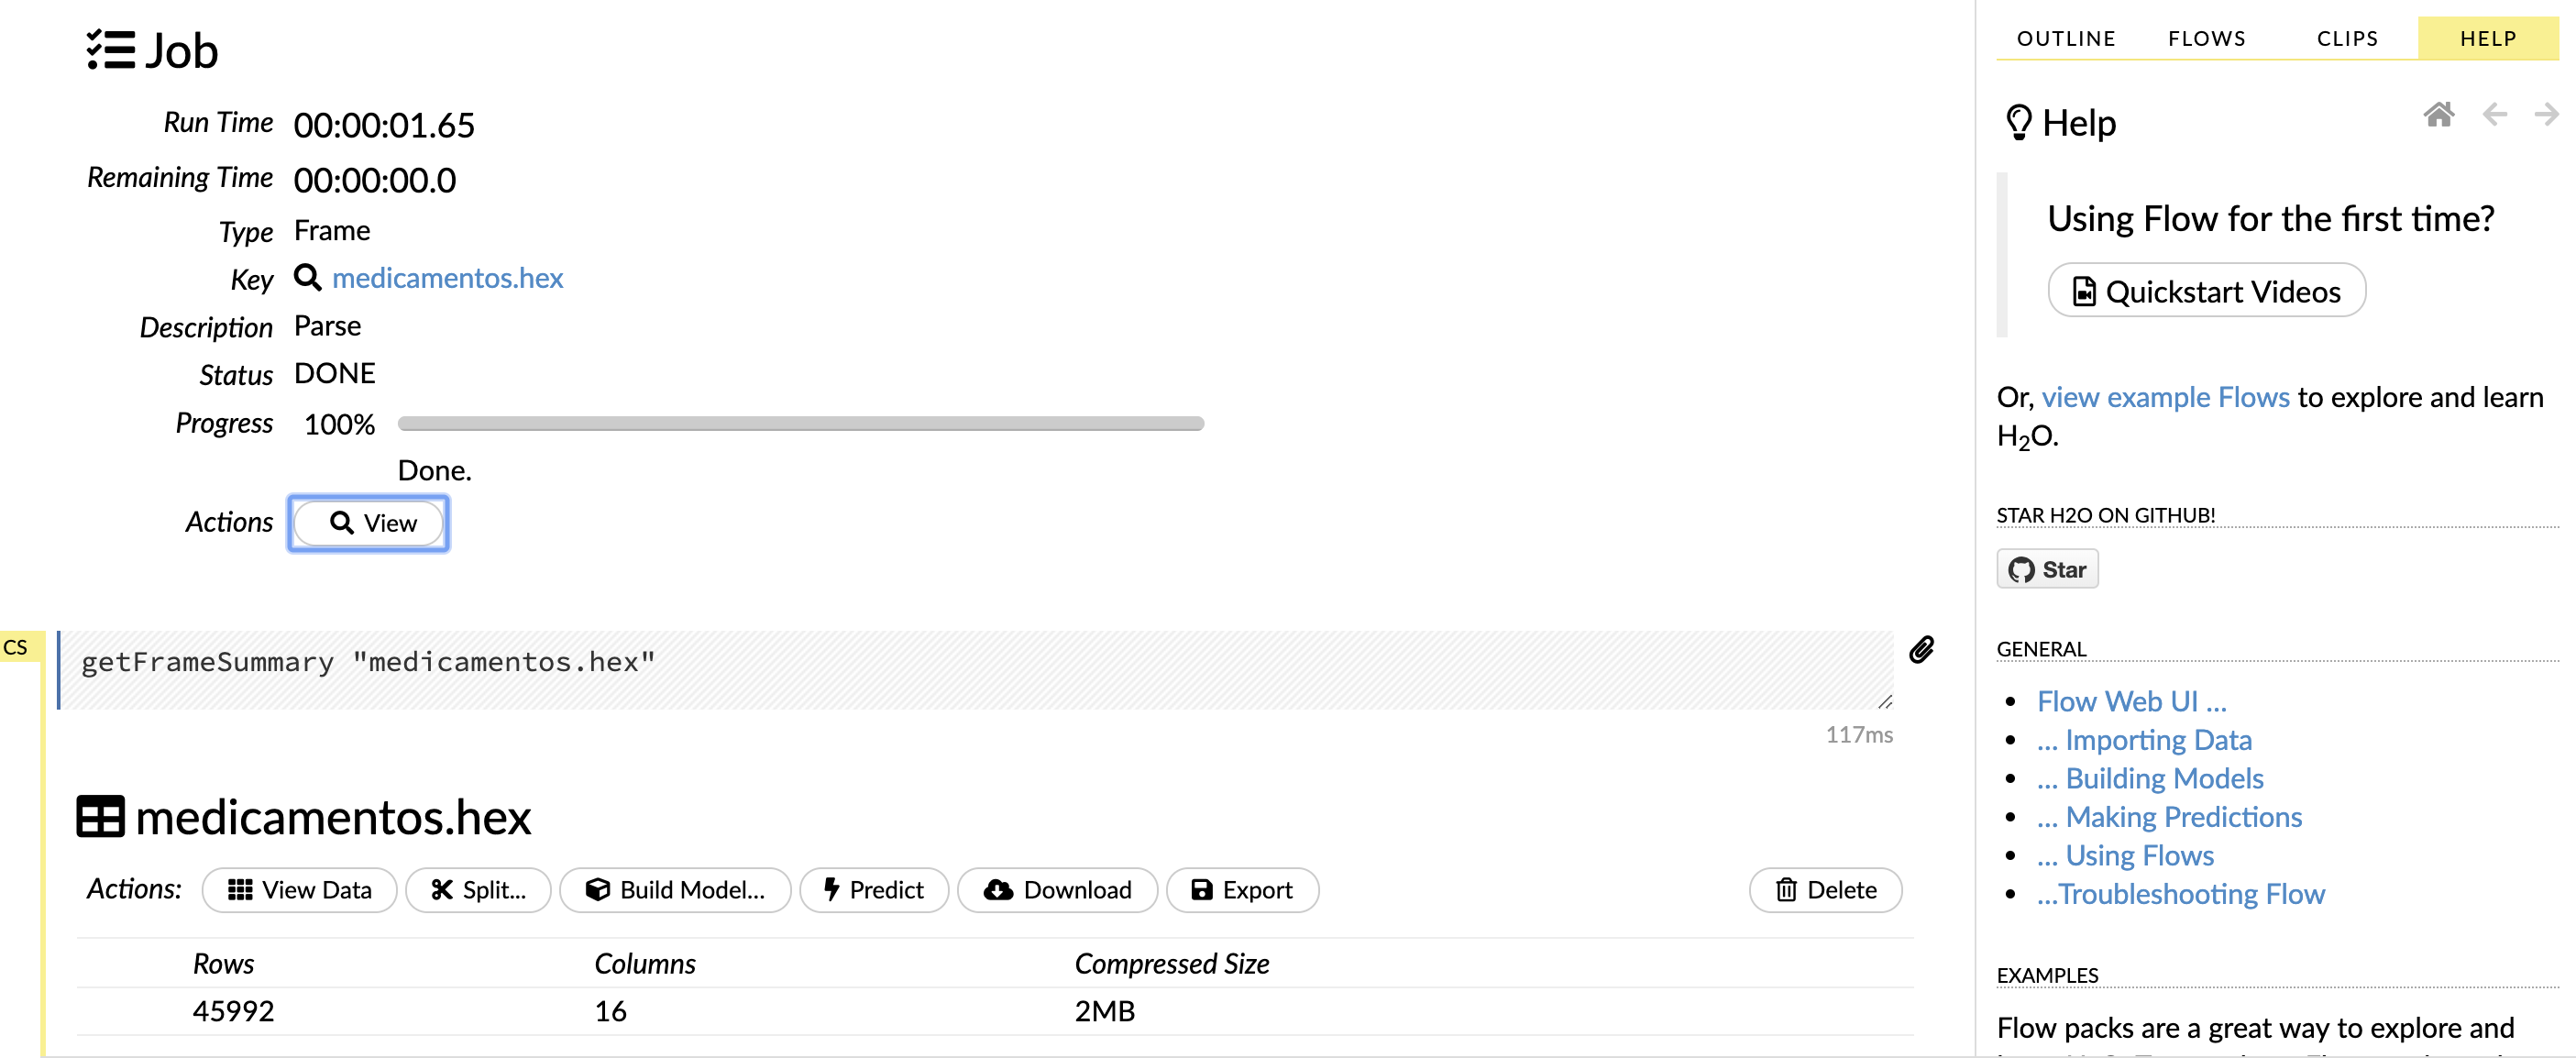 Job
Run Time 00:00:01.65
Remaining Time 00:00:00.0
Type Frame
Key medicamentos.hex
Description Parse
Status DONE
Progress 100%
Done.
Actions View
CS
getFrameSummary "medicamentos.hex"
117ms
medicamentos.hex
Actions: View Data Split... Build Model... Predict Download Export Delete
Rows Columns Compressed Size
45992 16 2MB
OUTLINE FLOWS CLIPS HELP
Help
Using Flow for the first time?
Quickstart Videos
Or, view example Flows to explore and learn
H₂O.
STAR H2O ON GITHUB!
Star
GENERAL
• Flow Web UI ...
• ... Importing Data
• ... Building Models
• ... Making Predictions
• ... Using Flows
• ...Troubleshooting Flow
EXAMPLES
Flow packs are a great way to explore and